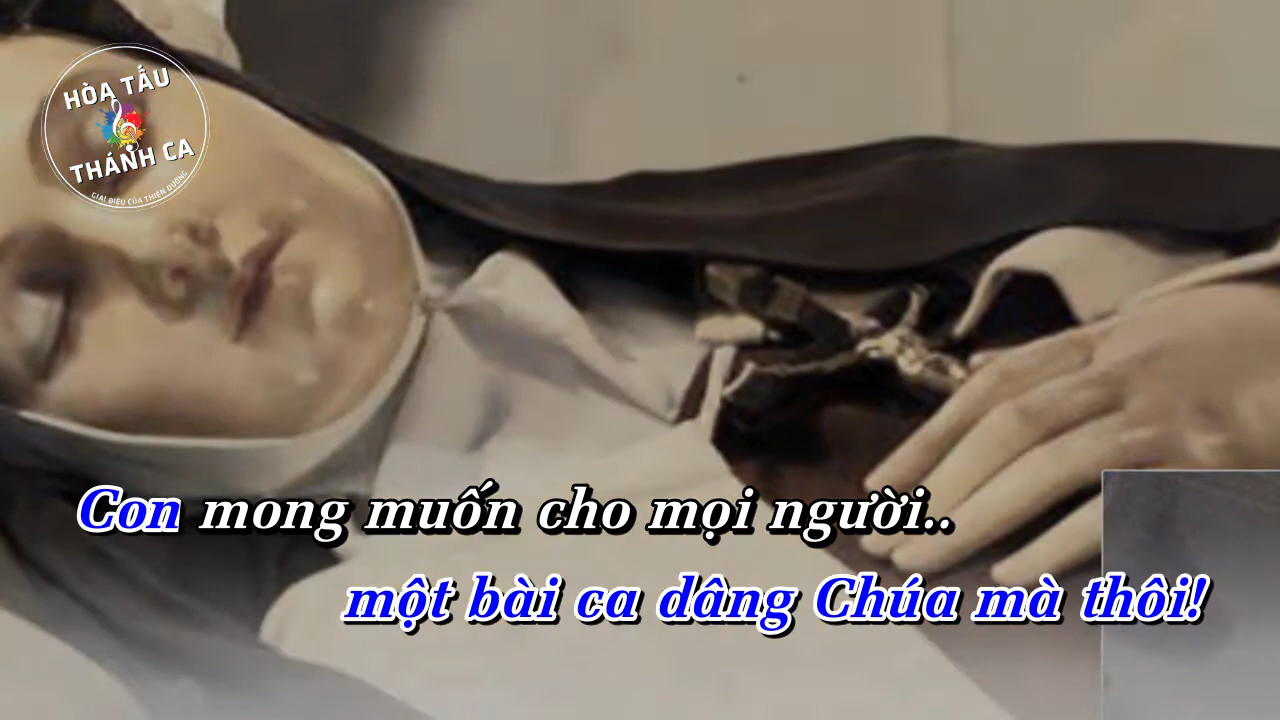 HÒA TẤU
THÁNH CA
GIAI ĐIỆU CỦA THIÊN ĐƯỜNG
Con mong muốn cho mọi người..
một bài ca dâng Chúa mà thôi!